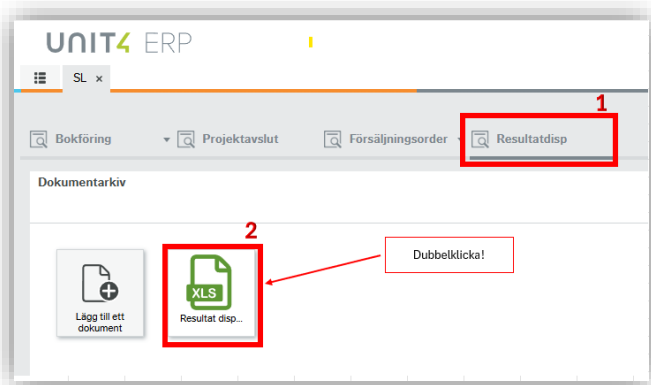 UNIT4 ERP
SL ×
1
Bokföring
Projektavslut
Försäljningsorder
Resultatdisp
Dokumentarkiv
2
Dubbelklicka!
XLS
Lägg till ett
dokument
Resultat disp...